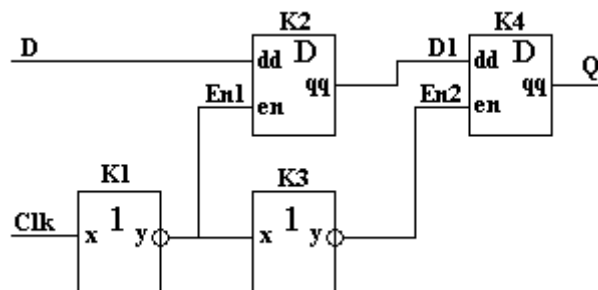 K2
K4
D
D1
Q
dd D
qq
en
En1
dd D
qq
en
En2
K1
K3
Clk
x 1 y
x 1 y